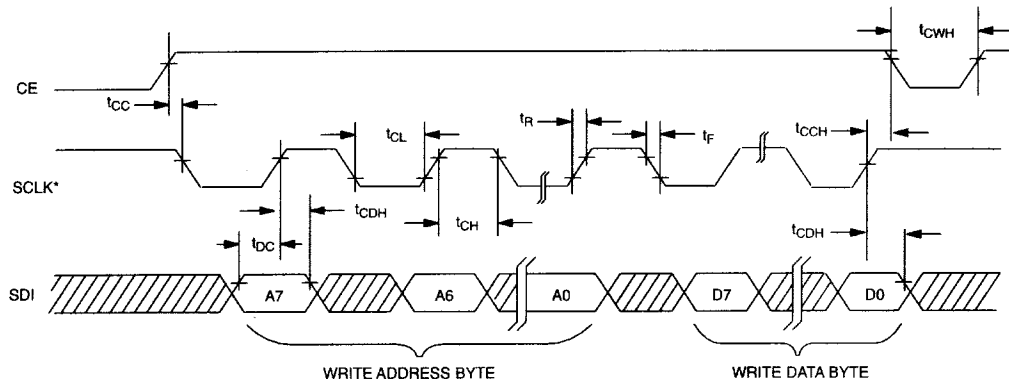 tCWH
CE
tCC
tR
tF
tCL
tCCH
SCLK*
tCDH
tCH
tCDH
tDC
SDI
A7
A6
A0
D7
D0
WRITE ADDRESS BYTE
WRITE DATA BYTE